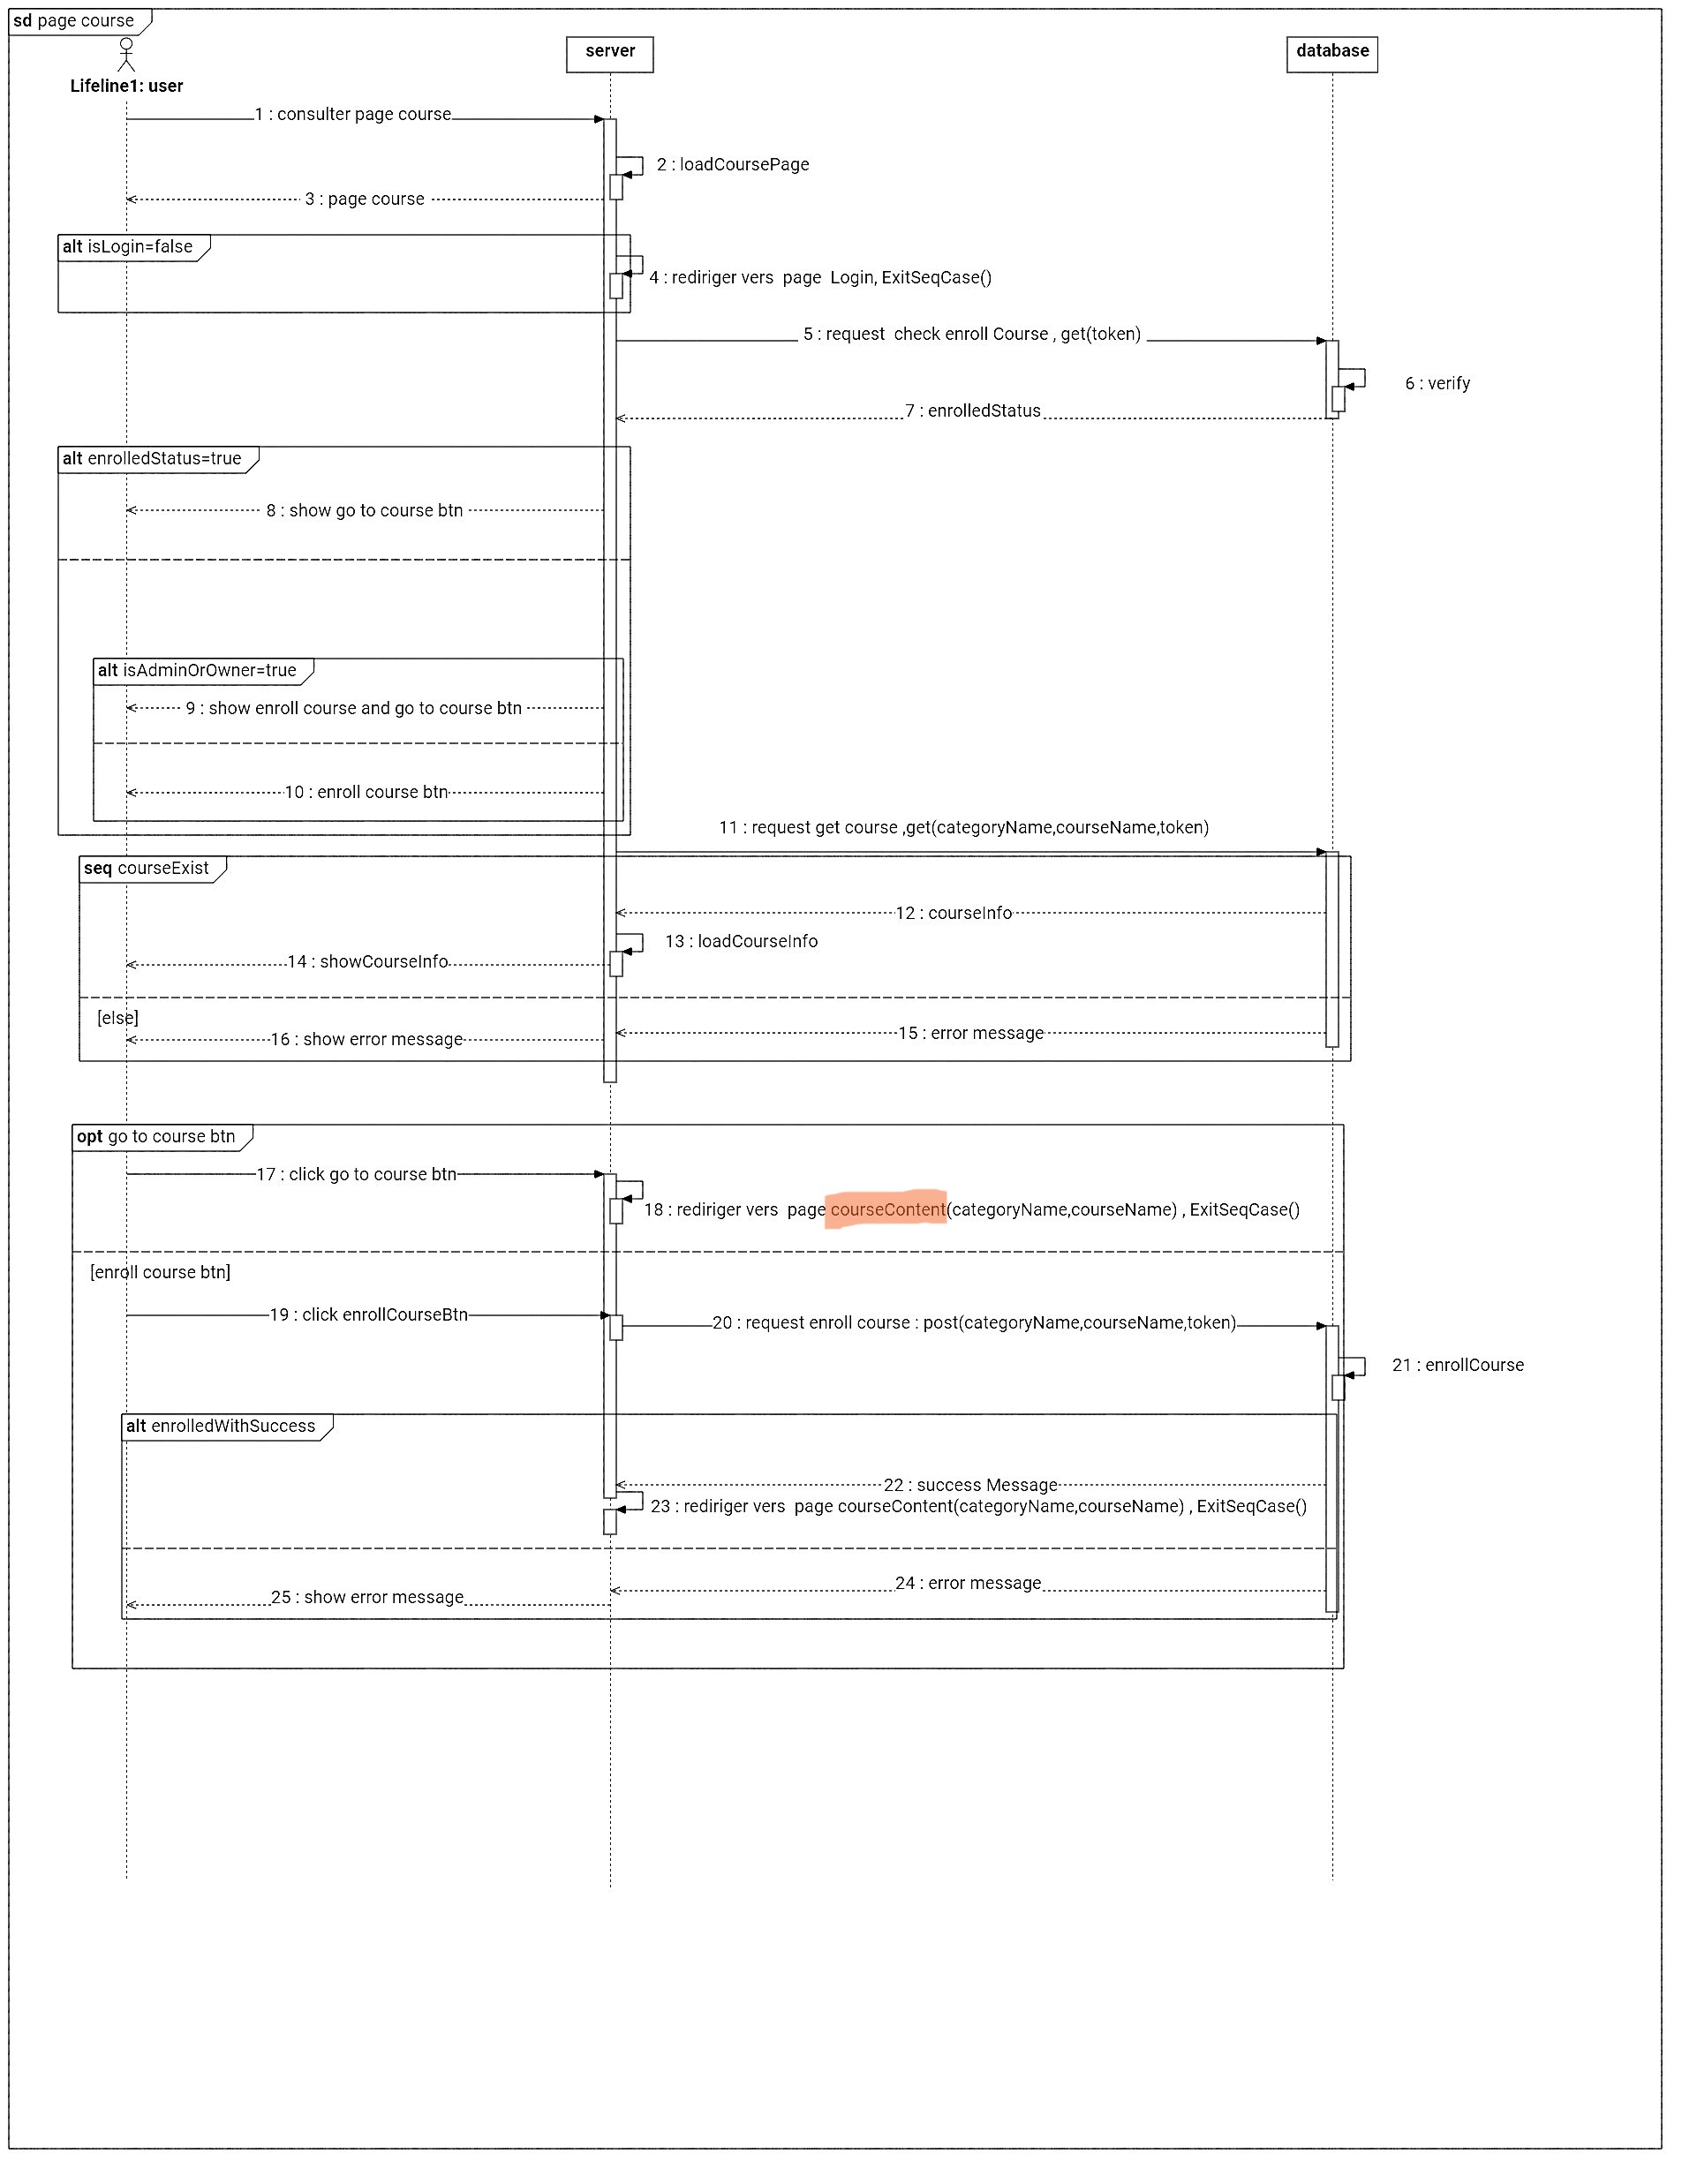 sd page course
server
database
Lifeline1: user
1 : consulter page course
2 : loadCoursePage
3 : page course
alt isLogin=false
4 : rediriger vers page Login, ExitSeqCase()
5 : request check enroll Course , get(token)
6 : verify
7 : enrolledStatus
alt enrolledStatus=true
8 : show go to course btn
alt isAdminOrOwner=true
9 : show enroll course and go to course btn
10 : enroll course btn
11 : request get course ,get(categoryName,courseName,token)
seq courseExist
12 : courseInfo
13 : loadCourseInfo
14 : showCourseInfo
[else]
15 : error message
16 : show error message
opt go to course btn
17 : click go to course btn
18 : rediriger vers page courseContent(categoryName,courseName) , ExitSeqCase()
[enroll course btn]
19 : click enrollCourseBtn
20 : request enroll course : post(categoryName,courseName,token)
21 : enrollCourse
alt enrolledWithSuccess
22 : success Message
23 : rediriger vers page courseContent(categoryName,courseName) , ExitSeqCase()
24 : error message
25 : show error message